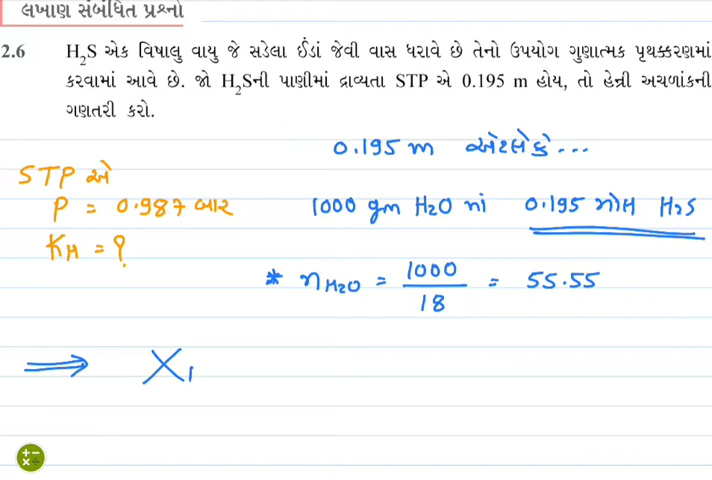 લખાણ સંબંધિત પ્રશ્નો
2.6 H₂S એક વિષાલુ વાયુ જે સડેલા ઈંડાં જેવી વાસ ધરાવે છે તેનો ઉપયોગ ગુણાત્મક પૃથક્કરણમાં
કરવામાં આવે છે. જો H₂Sની પાણીમાં દ્રાવ્યતા STP એ 0.195 m હોય, તો હેન્રી અચળાંકની
ગણતરી કરો.
0.195 m એટલેકે...
STP એ
P = 0.987 બાર
K_H = ?
1000 gm H₂O માં 0.195 મોલ H₂S
* n_H₂O = 1000/18 = 55.55
⟹ X₁